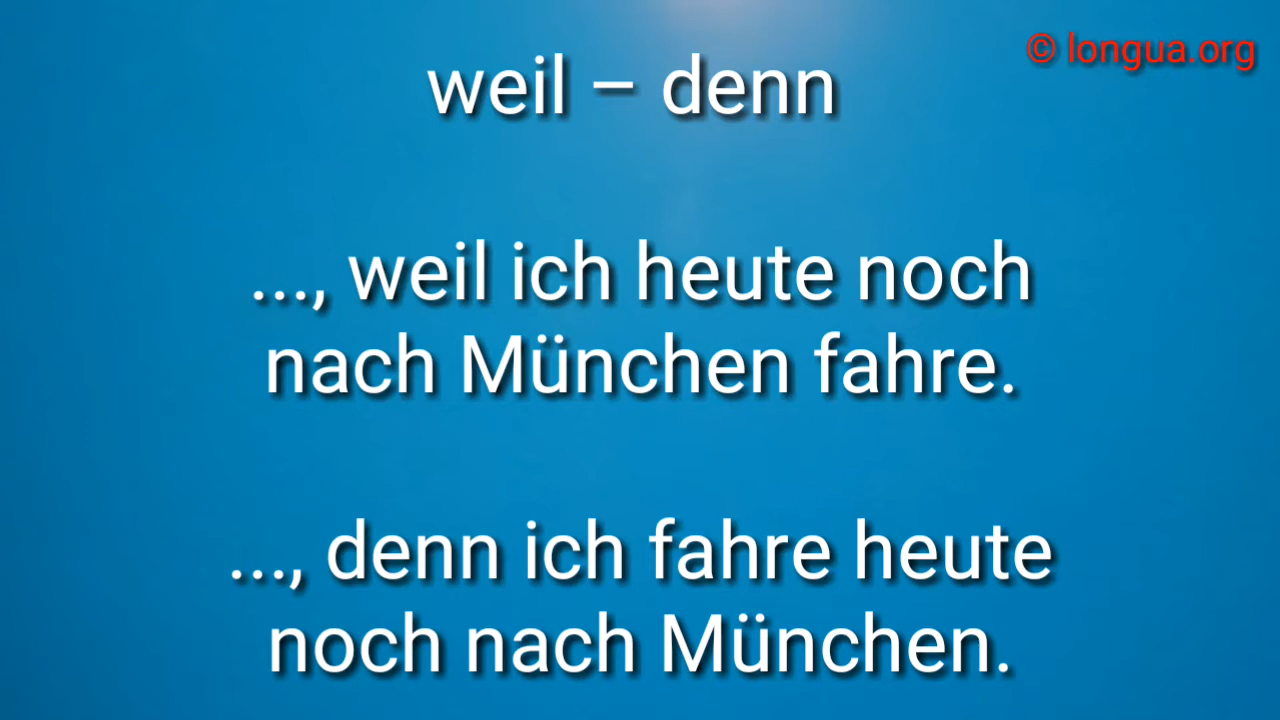 © longua.org
weil – denn
..., weil ich heute noch
nach München fahre.
..., denn ich fahre heute
noch nach München.